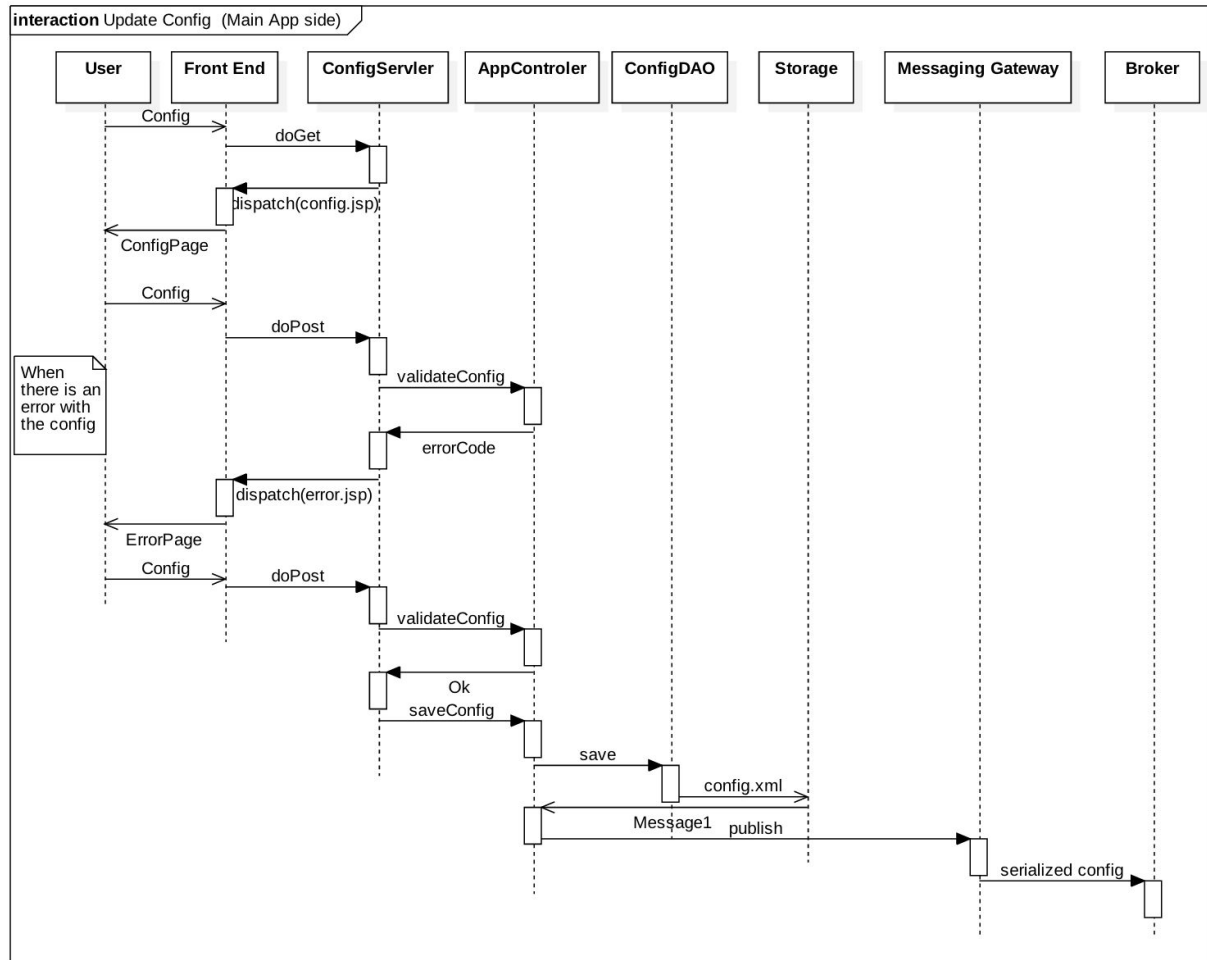 interaction Update Config (Main App side)
User
Front End
ConfigServler
AppControler
ConfigDAO
Storage
Messaging Gateway
Broker
Config
doGet
dispatch(config.jsp)
ConfigPage
Config
doPost
When
there is an
error with
the config
validateConfig
errorCode
dispatch(error.jsp)
ErrorPage
Config
doPost
validateConfig
Ok
saveConfig
save
config.xml
Message1
publish
serialized config